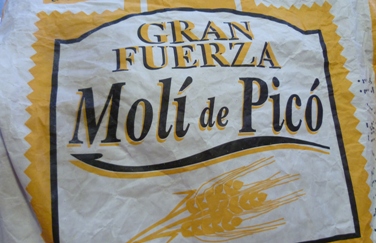 GRAN
FUERZA
Molí de Picó